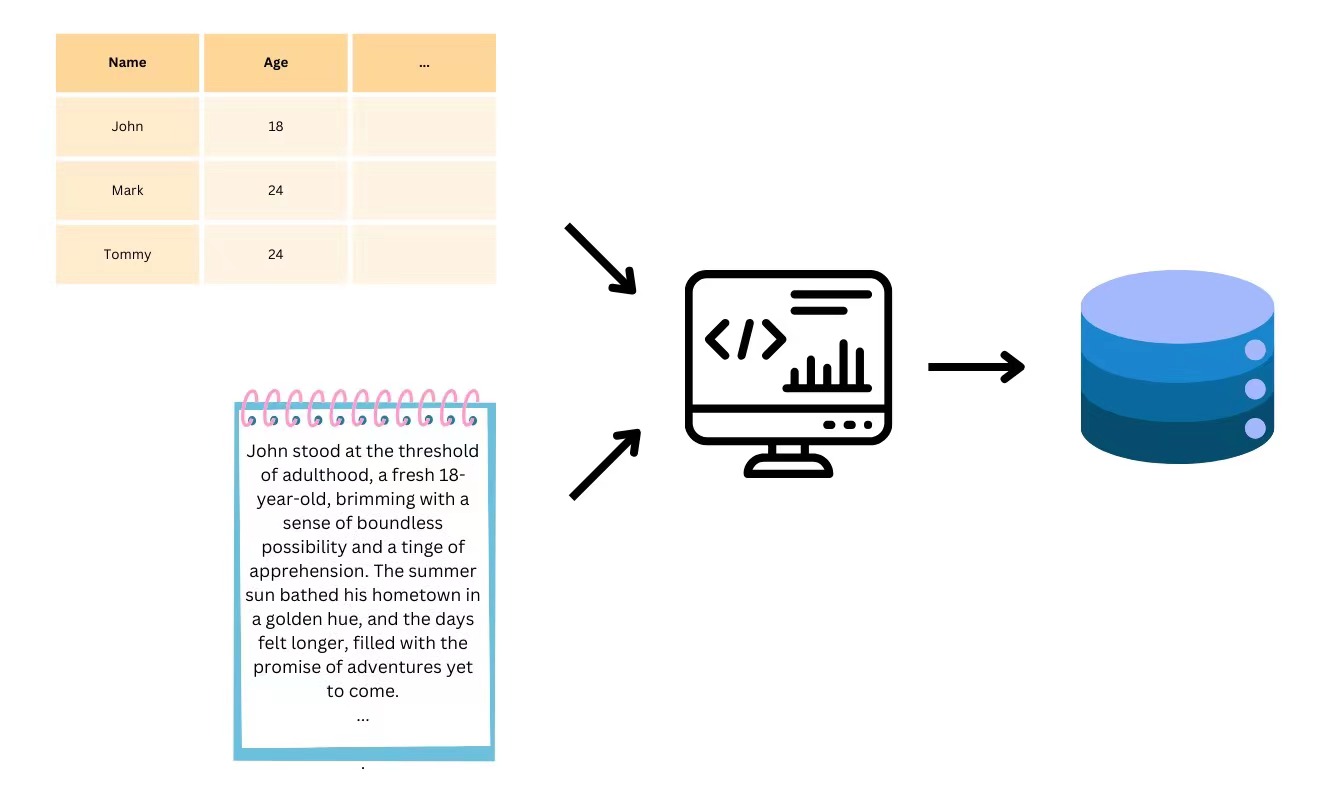 Name Age ...
John 18
Mark 24
Tommy 24
</>
John stood at the threshold
of adulthood, a fresh 18-
year-old, brimming with a
sense of boundless
possibility and a tinge of
apprehension. The summer
sun bathed his hometown in
a golden hue, and the days
felt longer, filled with the
promise of adventures yet
to come.
...
.